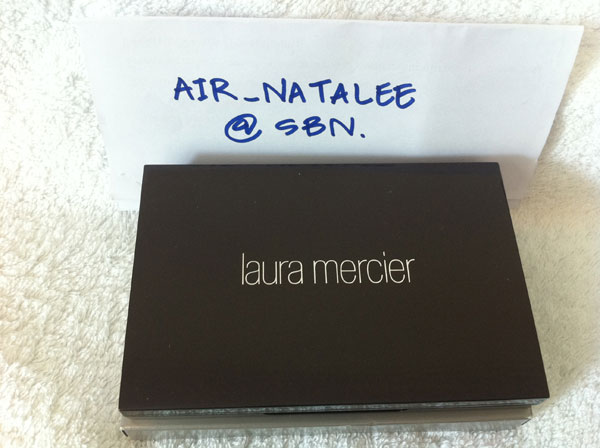 AIR_NATALEE
@ SBN.
laura mercier